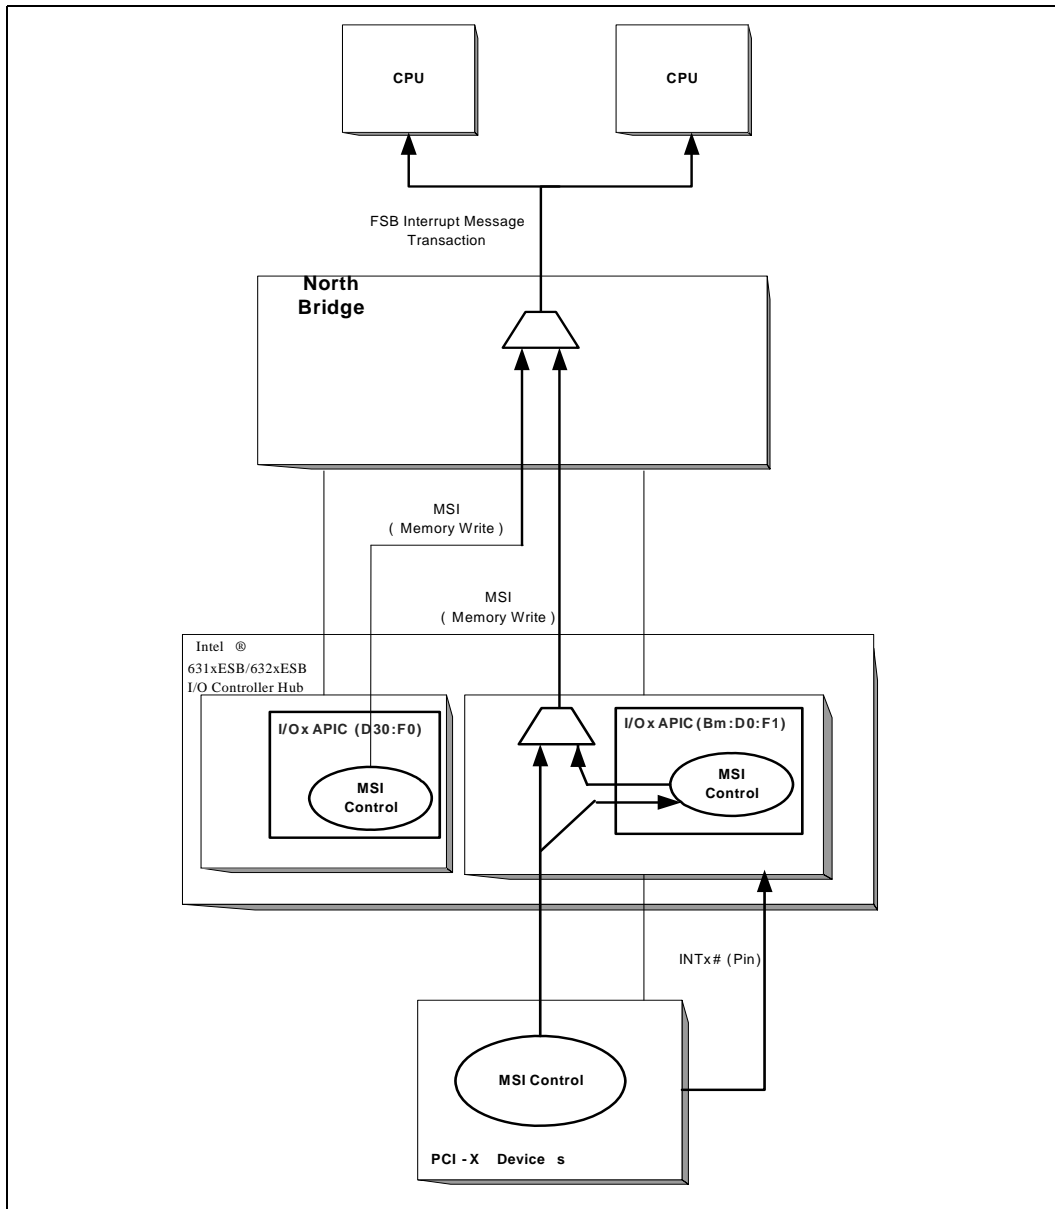 CPU
CPU
FSB Interrupt Message
Transaction
North
Bridge
MSI
( Memory Write )
MSI
( Memory Write )
Intel ®
631xESB/632xESB
I/O Controller Hub
I/Ox APIC (D30:F0)
MSI
Control
I/Ox APIC (Bm:D0:F1)
MSI
Control
INTx# (Pin)
MSI Control
PCI - X Device s